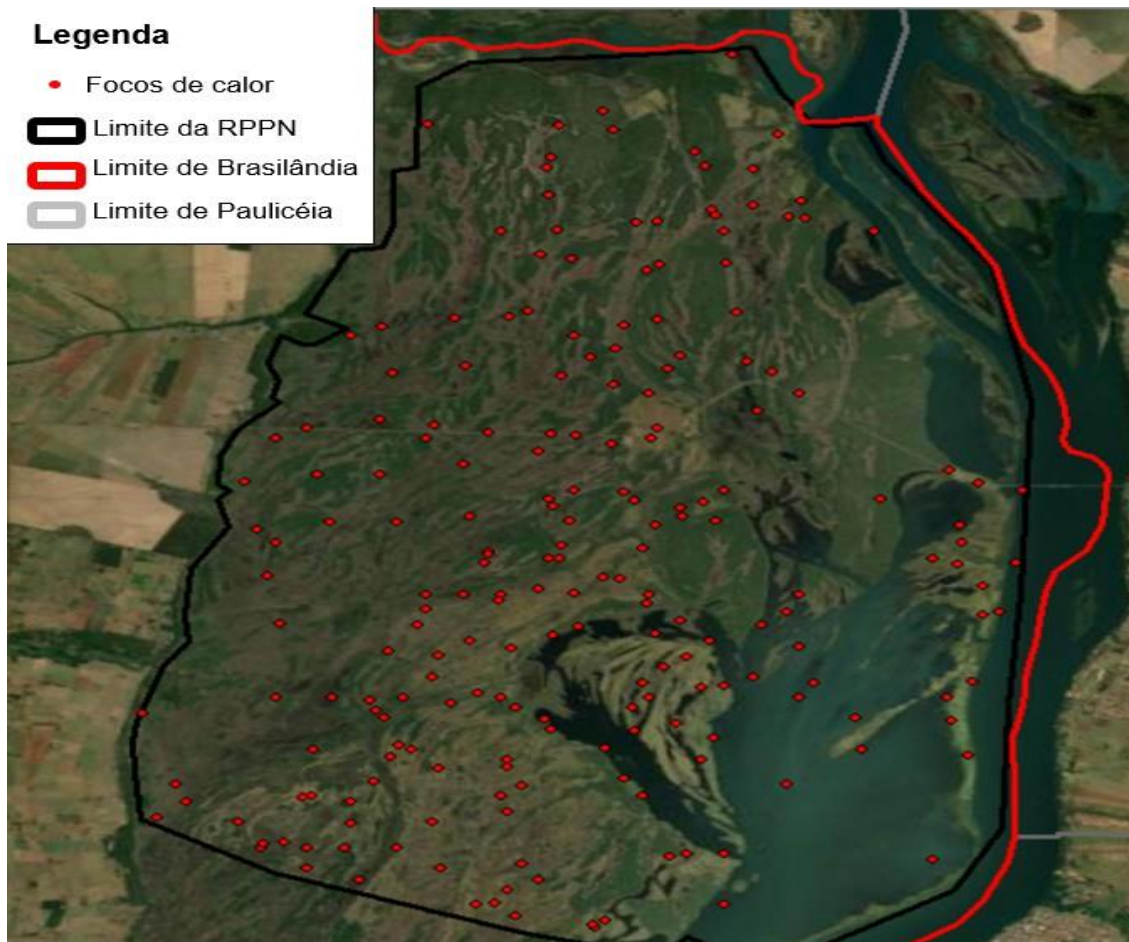 Legenda
Focos de calor
Limite da RPPN
Limite de Brasilândia
Limite de Paulicéia